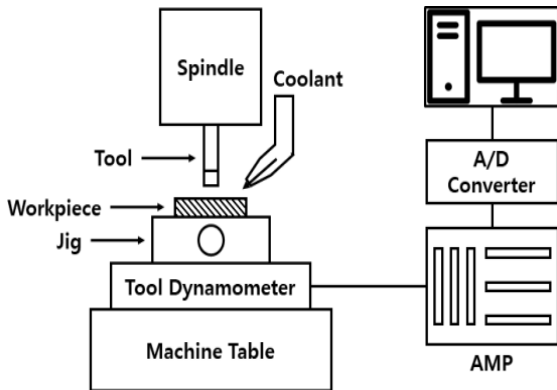 Spindle
Coolant
Tool
Workpiece
Jig
Tool Dynamometer
Machine Table
A/D
Converter
AMP